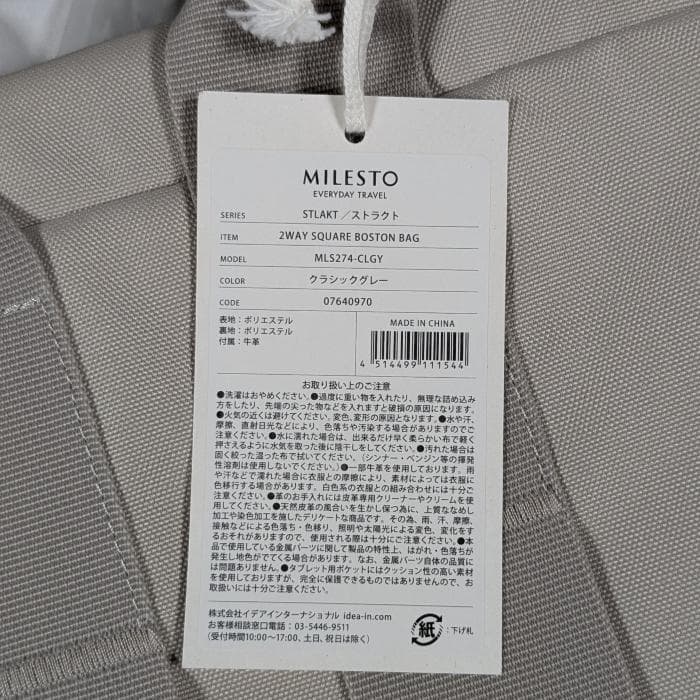 MILESTO
EVERYDAY TRAVEL
SERIES STLAKT／ストラクト
ITEM 2WAY SQUARE BOSTON BAG
MODEL MLS274-CLGY
COLOR クラシックグレー
CODE 07640970
表地：ポリエステル
裏地：ポリエステル
付属：牛革
MADE IN CHINA
4 514499 111544
お取り扱い上のご注意
●洗濯はおやめください。●過度に重い物を入れたり、無理な詰め込み
方をしたり、先端の尖った物などを入れますと破損の原因になります。
●火気の近くは避けてください。変色、変形の原因となります。●水や汗、
摩擦、直射日光などにより、色落ちや汚染する場合がありますのでご
注意ください。●水に濡れた場合は、出来るだけ早く柔らかい布で軽く
押さえるように水気を取った後に陰干しをしてください。●汚れた場合は
固く絞った湿った布で拭いてください。（シンナー・ベンジン等の揮発
性溶剤は使用しないでください。）●一部牛革を使用しております。雨
や汗などで濡れた場合に衣服との摩擦により、素材によっては衣服に
色移行する場合があります。白色系の衣服との組み合わせには十分ご
注意ください。●革のお手入れには皮革専用クリーナーやクリームを使
用してください。●天然皮革の風合いを生かし保つ為に、上質ななめし
加工や染色加工を施したデリケートな商品です。その為、雨、汗、摩擦、
接触などによる色落ち・色移り、照明や太陽光による変色、変化をす
るおそれがありますので、使用される際は十分にご注意ください。●本
品で使用している金属パーツに関して製品の特性上、はがれ・色落ちが
発生し地色がでてくる場合がございます。なお、金属パーツ自体の品質には
問題ありません。●タブレット用ポケットにはクッション性の高い素材
を使用しておりますが、完全に保護できるものではありませんので、お
取扱いには十分ご注意ください。
株式会社イデアインターナショナル idea-in.com
お客様相談窓口電話：03-5446-9511
（受付時間10:00～17:00、土日、祝日は除く）
紙 ：下げ札